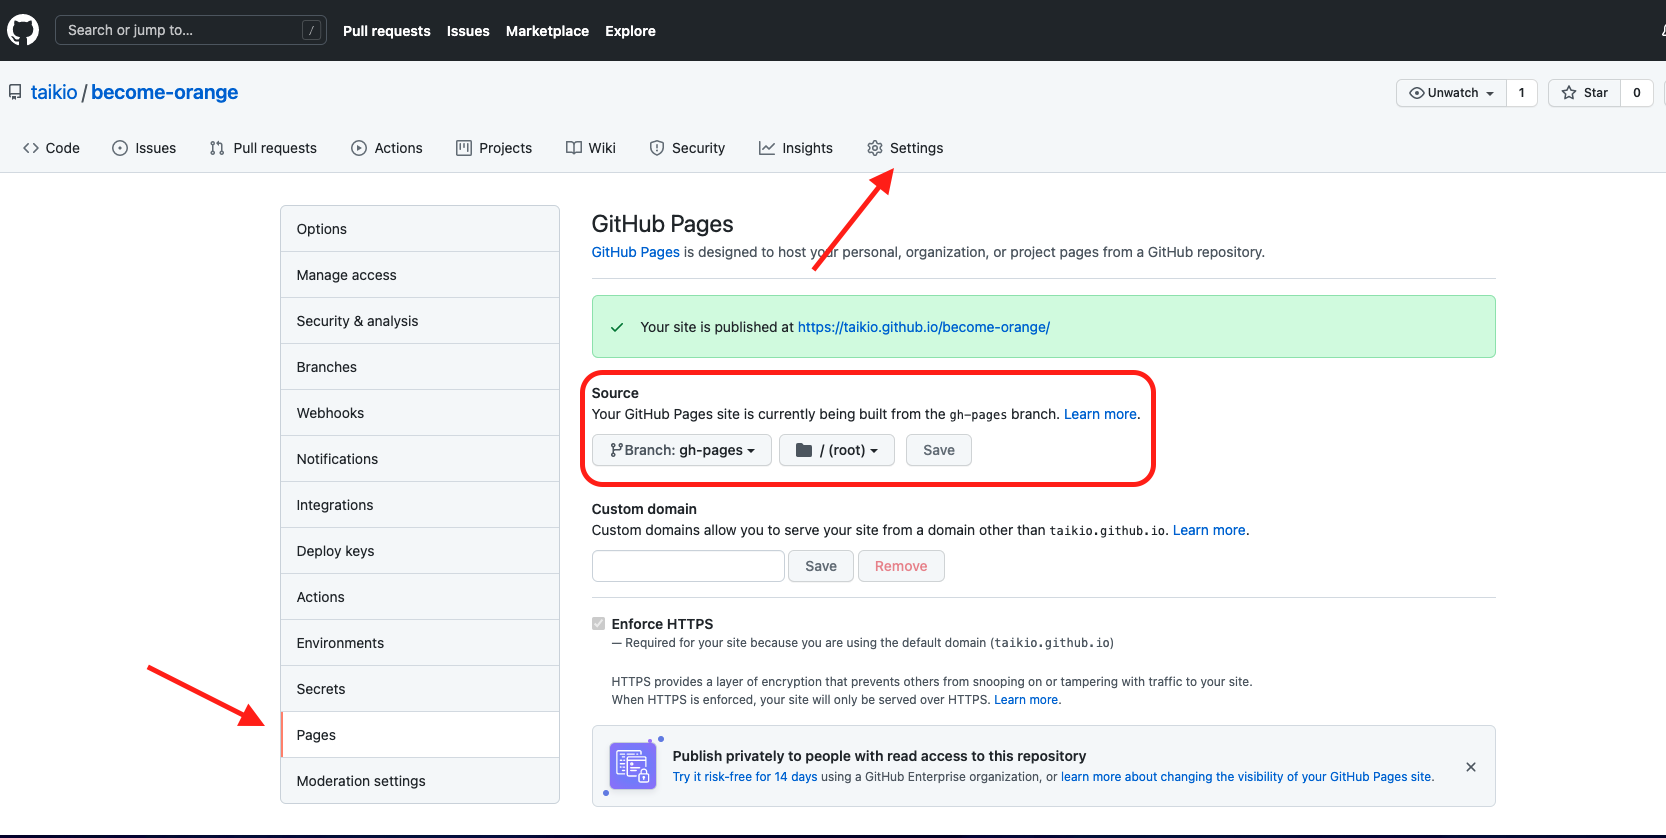 Search or jump to... /
Pull requests Issues Marketplace Explore
taikio / become-orange
Unwatch 1 Star 0
Code Issues Pull requests Actions Projects Wiki Security Insights Settings
Options
Manage access
Security & analysis
Branches
Webhooks
Notifications
Integrations
Deploy keys
Actions
Environments
Secrets
Pages
Moderation settings
GitHub Pages
GitHub Pages is designed to host your personal, organization, or project pages from a GitHub repository.
Your site is published at https://taikio.github.io/become-orange/
Source
Your GitHub Pages site is currently being built from the gh-pages branch. Learn more.
Branch: gh-pages / (root) Save
Custom domain
Custom domains allow you to serve your site from a domain other than taikio.github.io. Learn more.
Save Remove
Enforce HTTPS
— Required for your site because you are using the default domain (taikio.github.io)
HTTPS provides a layer of encryption that prevents others from snooping on or tampering with traffic to your site.
When HTTPS is enforced, your site will only be served over HTTPS. Learn more.
Publish privately to people with read access to this repository
Try it risk-free for 14 days using a GitHub Enterprise organization, or learn more about changing the visibility of your GitHub Pages site.